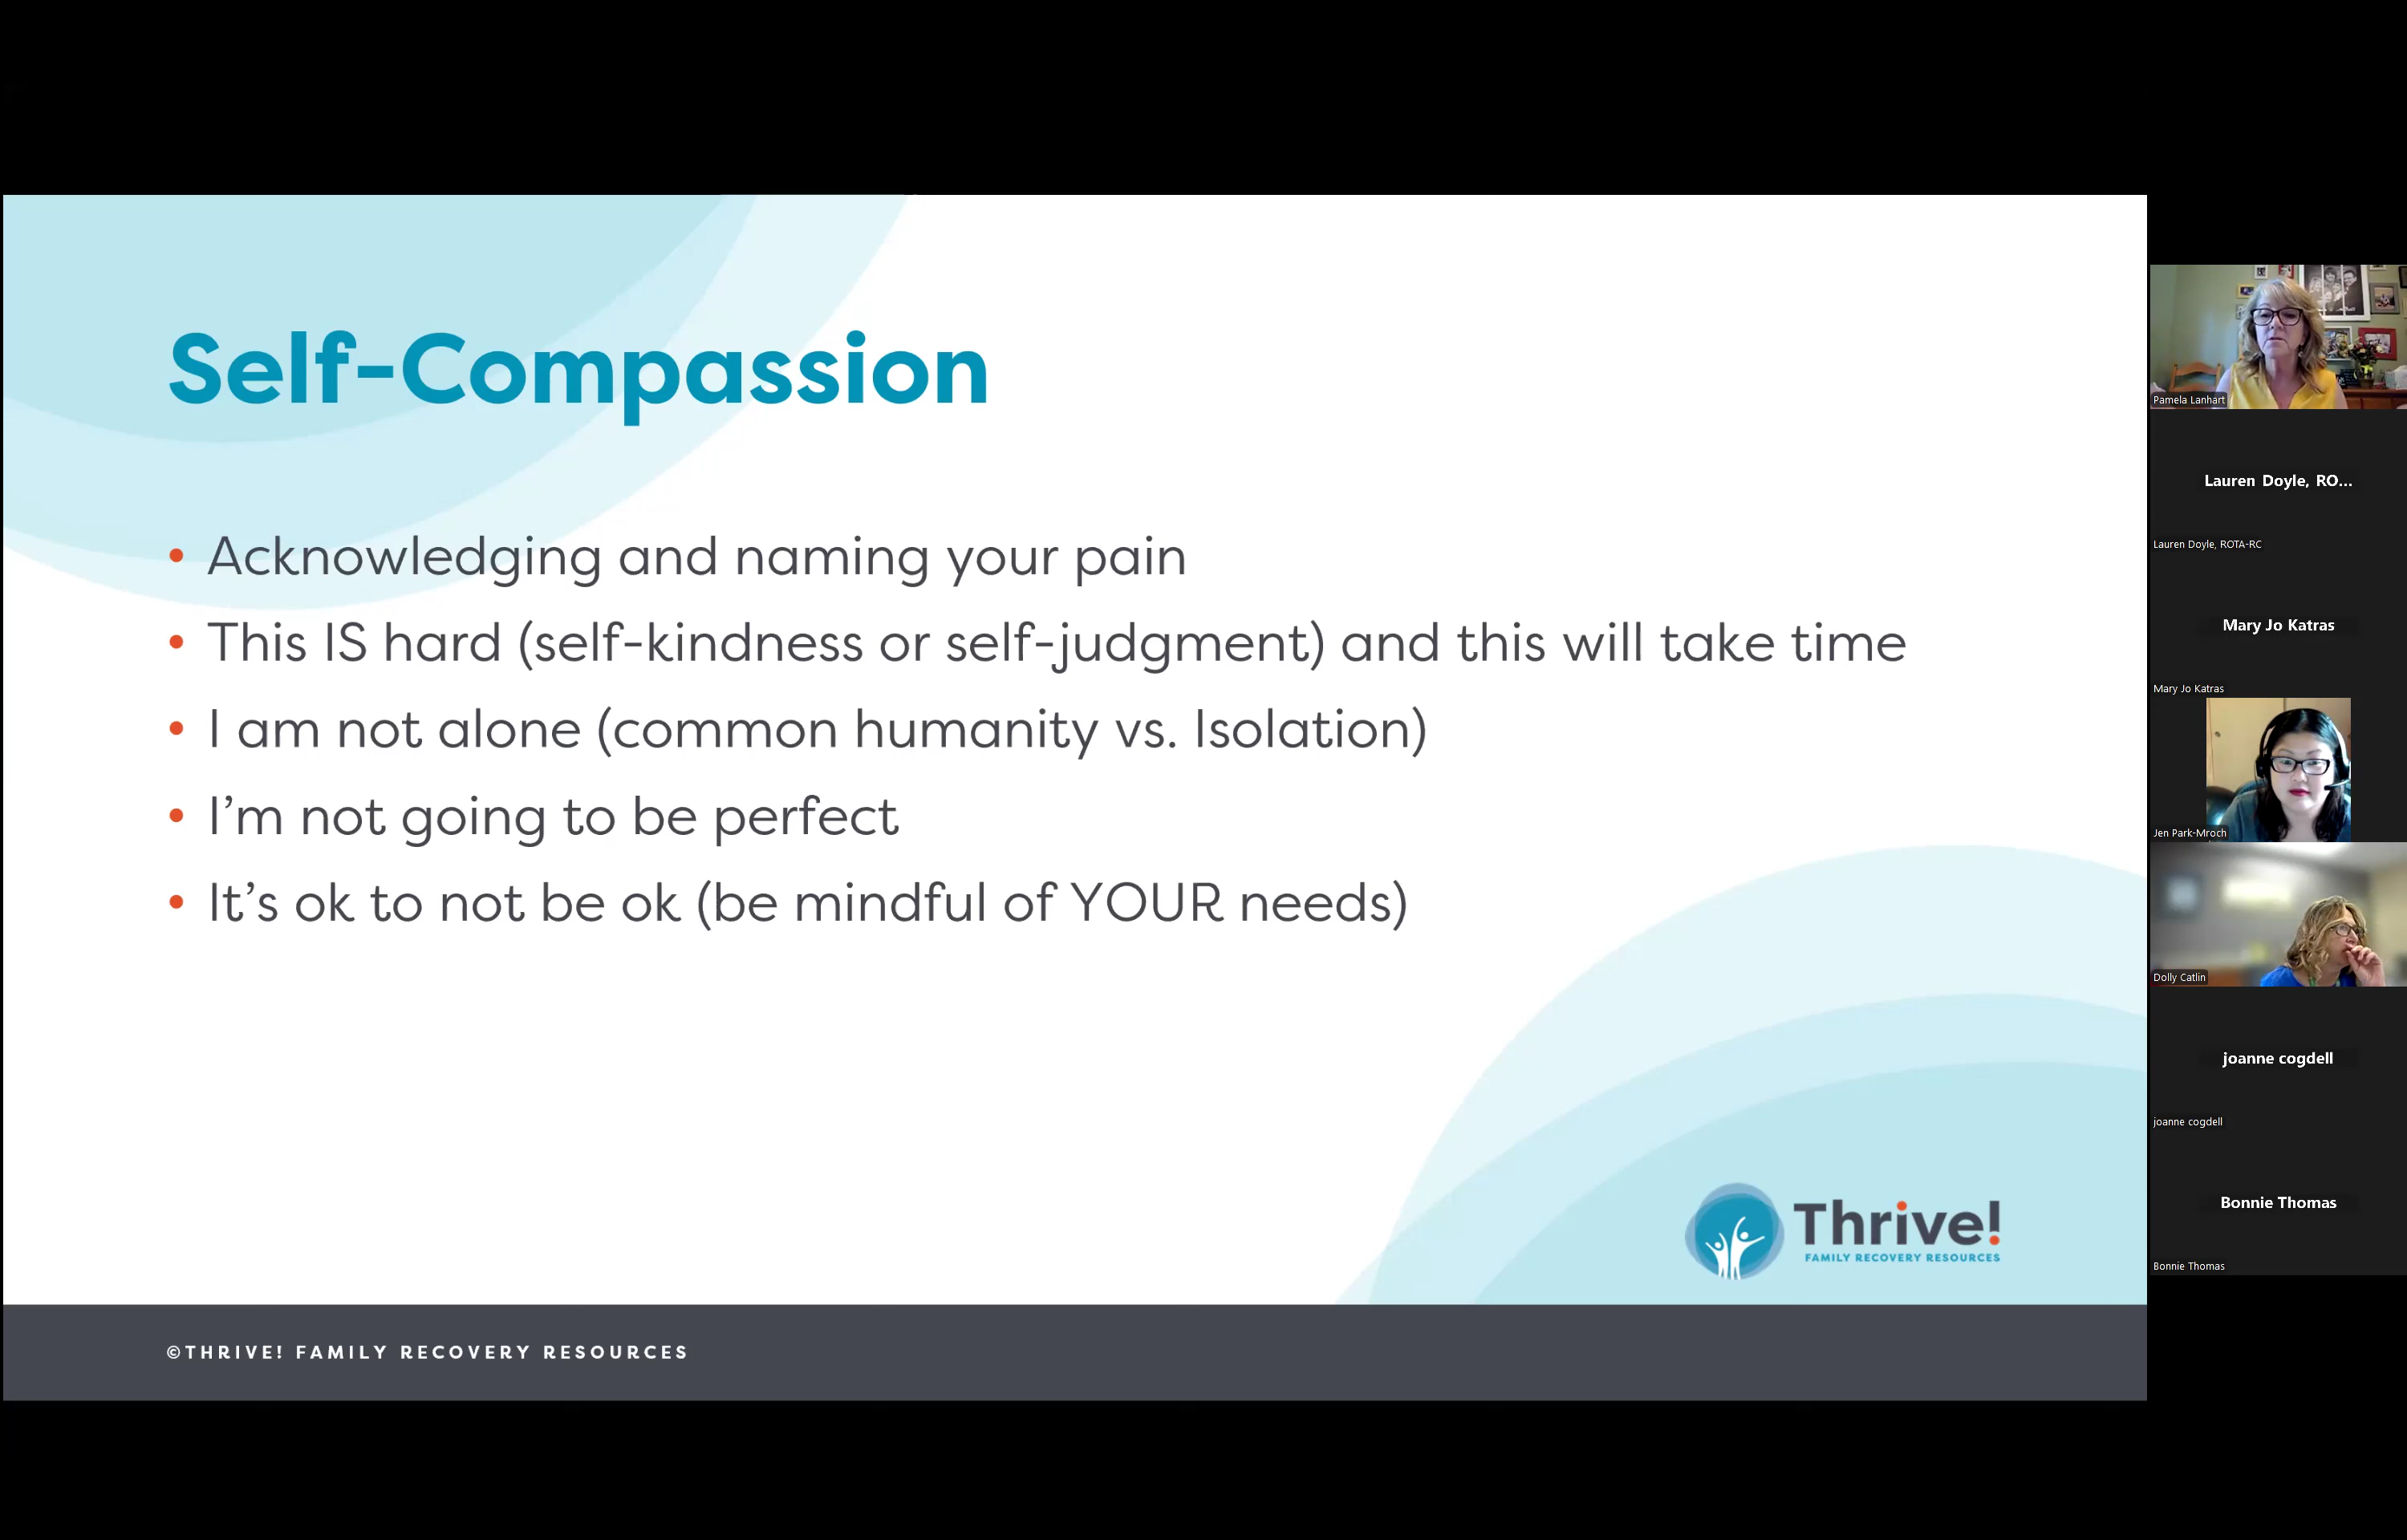 Self-Compassion
• Acknowledging and naming your pain
• This IS hard (self-kindness or self-judgment) and this will take time
• I am not alone (common humanity vs. Isolation)
• I’m not going to be perfect
• It’s ok to not be ok (be mindful of YOUR needs)
Thrive!
FAMILY RECOVERY RESOURCES
©THRIVE! FAMILY RECOVERY RESOURCES
Pamela Lanhart
Lauren Doyle, RO...
Lauren Doyle, ROTA-RC
Mary Jo Katras
Mary Jo Katras
Jen Park-Mroch
Dolly Catlin
joanne cogdell
joanne cogdell
Bonnie Thomas
Bonnie Thomas